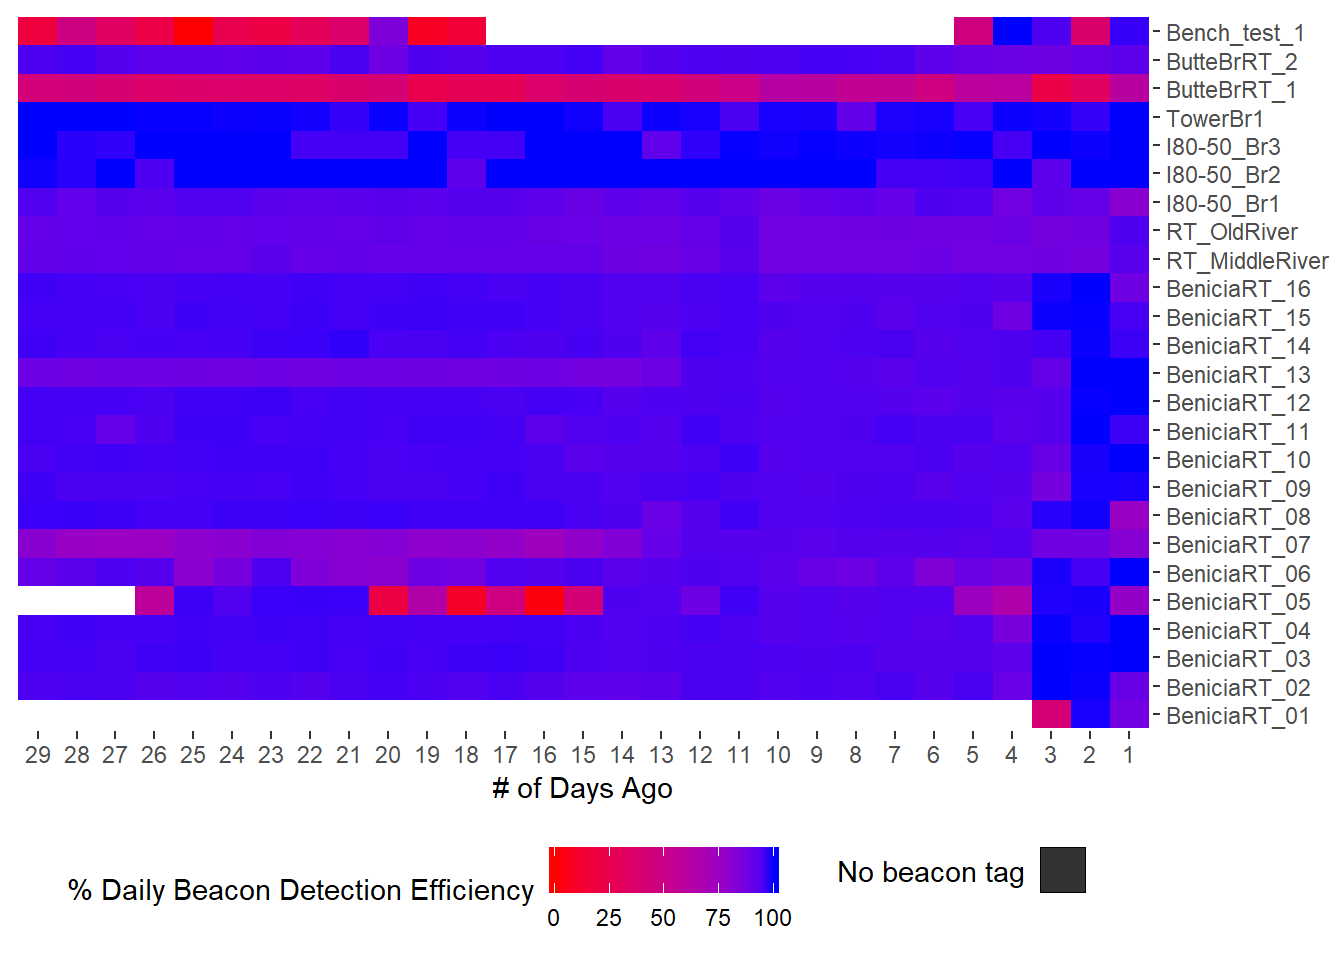 Bench_test_1
ButteBrRT_2
ButteBrRT_1
TowerBr1
I80-50_Br3
I80-50_Br2
I80-50_Br1
RT_OldRiver
RT_MiddleRiver
BeniciaRT_16
BeniciaRT_15
BeniciaRT_14
BeniciaRT_13
BeniciaRT_12
BeniciaRT_11
BeniciaRT_10
BeniciaRT_09
BeniciaRT_08
BeniciaRT_07
BeniciaRT_06
BeniciaRT_05
BeniciaRT_04
BeniciaRT_03
BeniciaRT_02
BeniciaRT_01
29 28 27 26 25 24 23 22 21 20 19 18 17 16 15 14 13 12 11 10 9 8 7 6 5 4 3 2 1
# of Days Ago
% Daily Beacon Detection Efficiency
0 25 50 75 100
No beacon tag